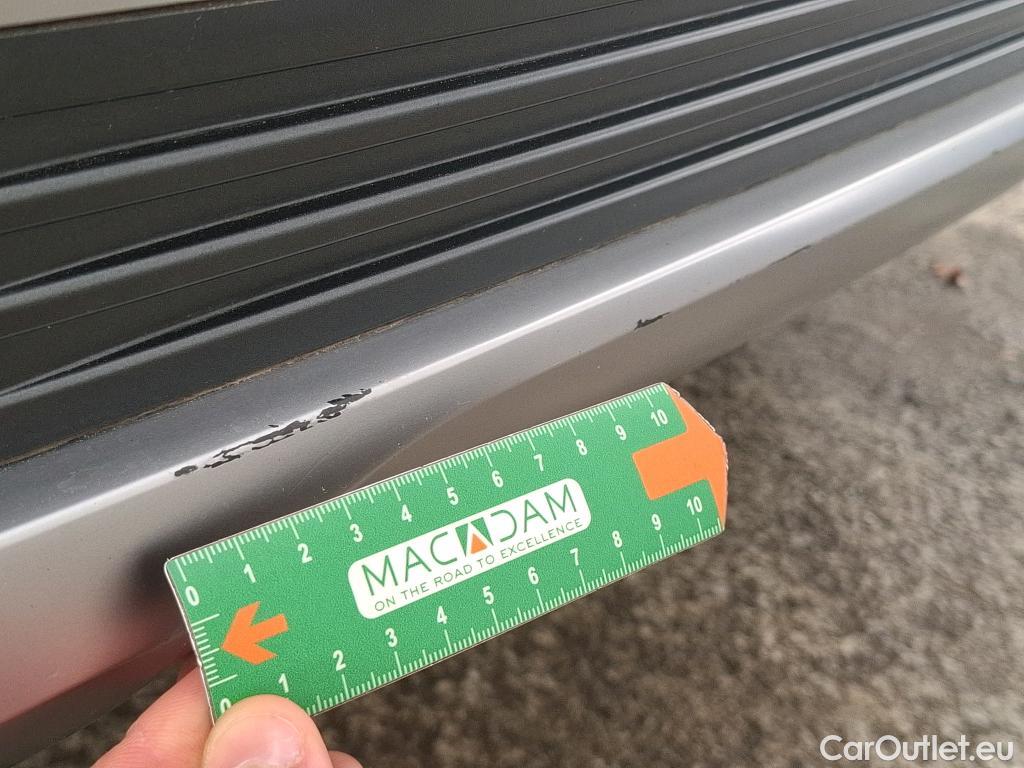 0 1 2 3 4 5 6 7 8 9 10
MACADAM
ON THE ROAD TO EXCELLENCE
0 1 2 3 4 5 6 7 8 9 10
CarOutlet.eu